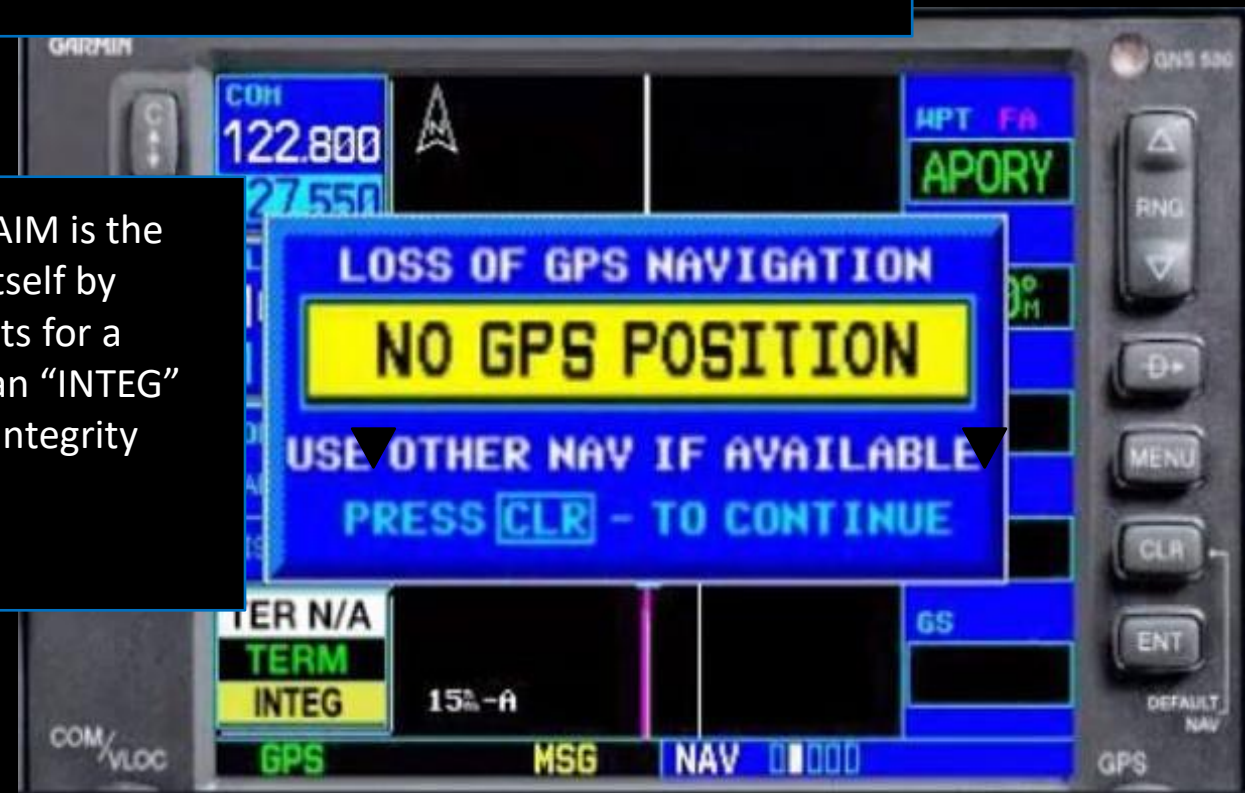 GARMIN
GNS 530
C
COM
122.800
27.550
WPT FA
APORY
RNG
AIM is the
tself by
ts for a
an “INTEG”
ntegrity
LOSS OF GPS NAVIGATION
NO GPS POSITION
USE OTHER NAV IF AVAILABLE
PRESS CLR - TO CONTINUE
°M
D
MENU
CLR
ENT
DEFAULT
NAV
TER N/A
TERM
INTEG
15nm-A
GS
COM/VLOC
GPS
MSG
NAV
GPS